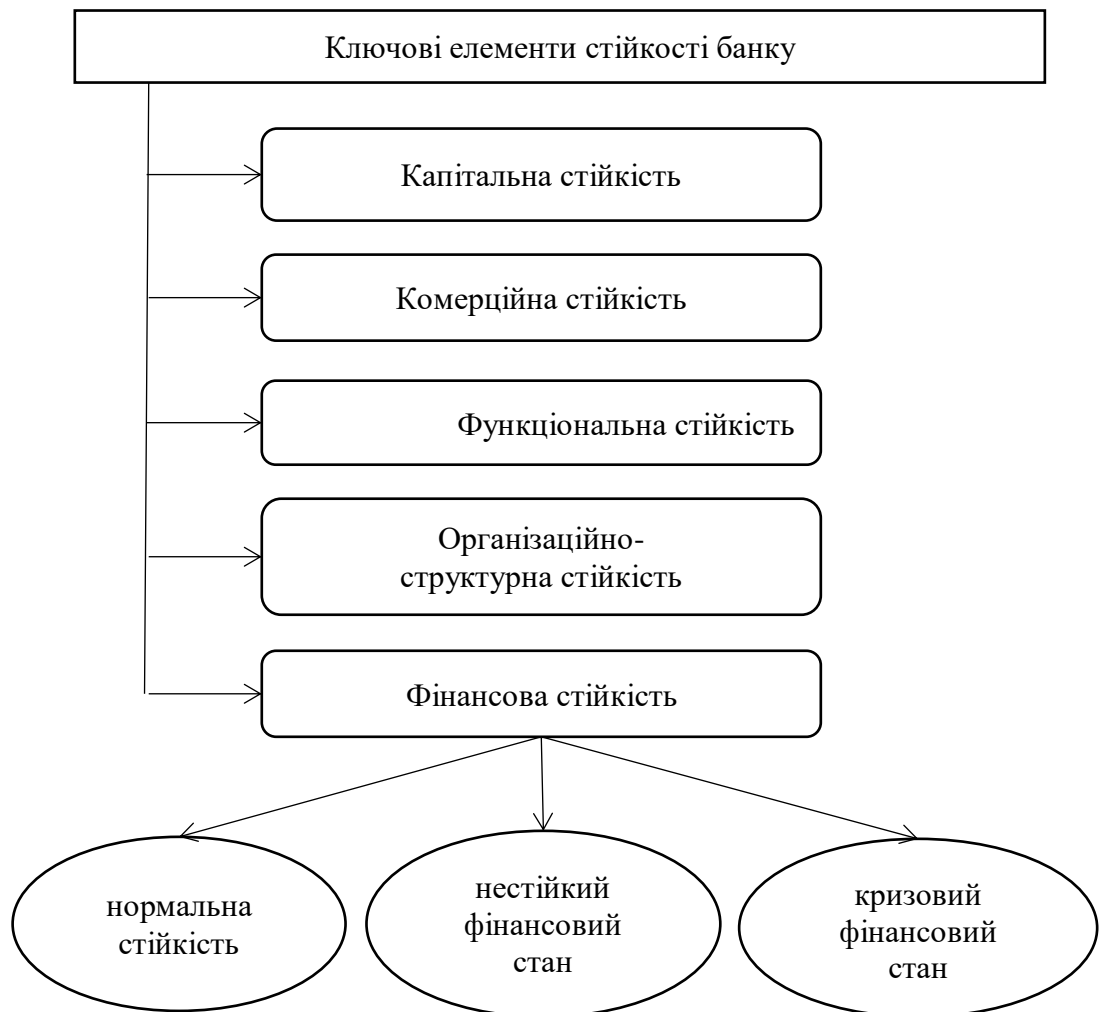 Ключові елементи стійкості банку
Капітальна стійкість
Комерційна стійкість
Функціональна стійкість
Організаційно-
структурна стійкість
Фінансова стійкість
нормальна
стійкість
нестійкий
фінансовий
стан
кризовий
фінансовий
стан